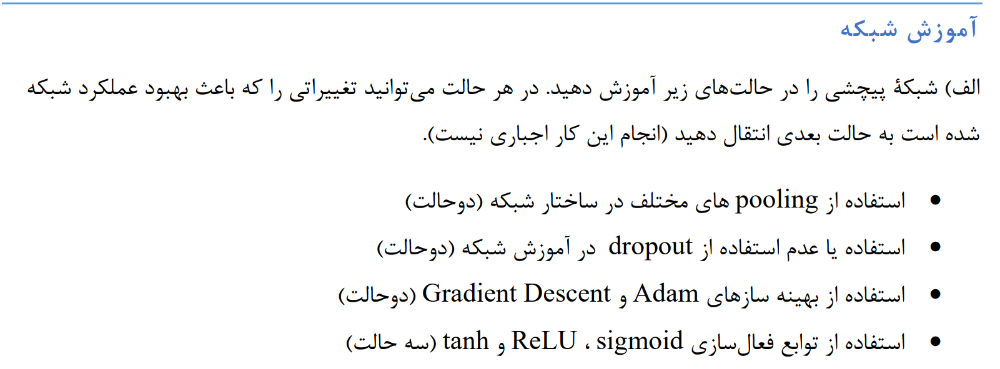 آموزش شبکه
الف) شبکهٔ پیچشی را در حالت‌های زیر آموزش دهید. در هر حالت می‌توانید تغییراتی را که باعث بهبود عملکرد شبکه
شده است به حالت بعدی انتقال دهید (انجام این کار اجباری نیست).
• استفاده از pooling های مختلف در ساختار شبکه (دوحالت)
• استفاده یا عدم استفاده از dropout در آموزش شبکه (دوحالت)
• استفاده از بهینه سازهای Adam و Gradient Descent (دوحالت)
• استفاده از توابع فعال‌سازی sigmoid ، ReLU و tanh (سه حالت)